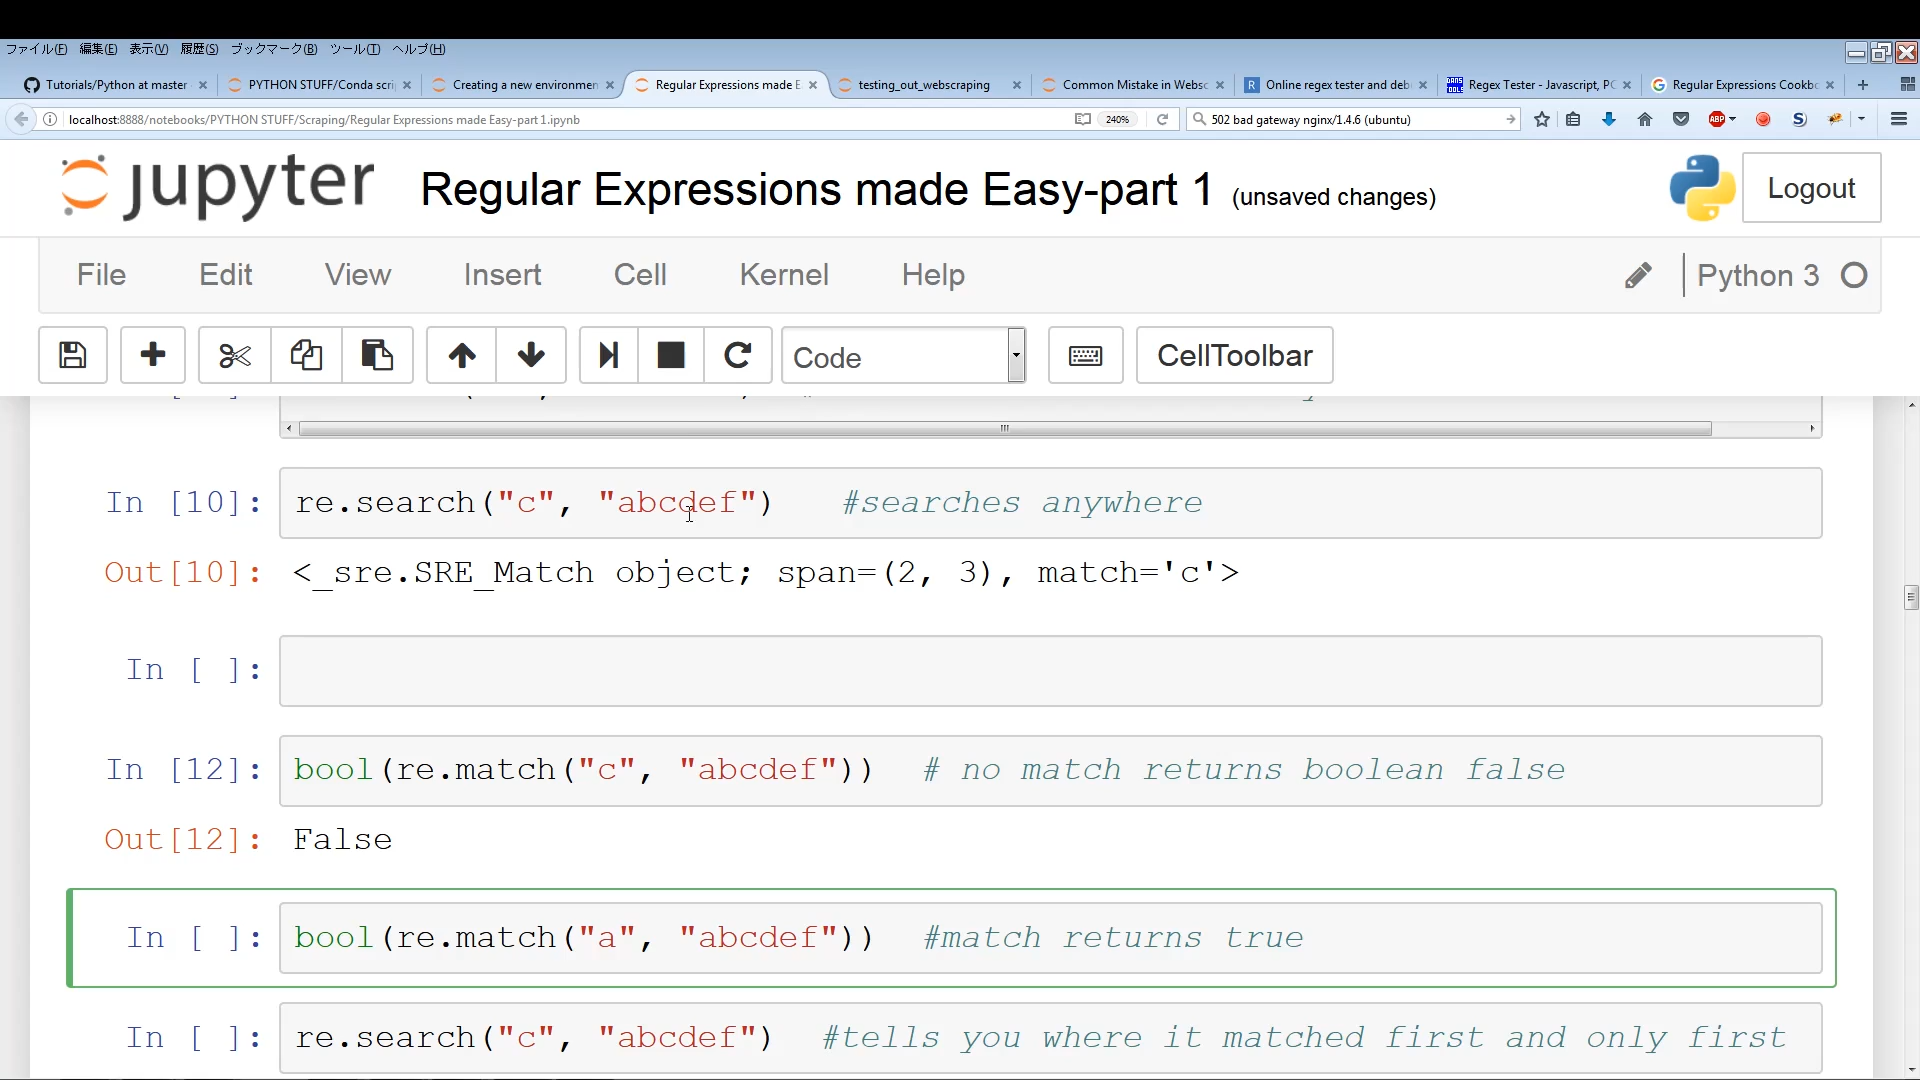 ファイル(F) 編集(E) 表示(V) 履歴(S) ブックマーク(B) ツール(T) ヘルプ(H)
Tutorials/Python at master PYTHON STUFF/Conda scri Creating a new environmen Regular Expressions made E testing_out_webscraping Common Mistake in Websc Online regex tester and deb Regex Tester - Javascript, PC Regular Expressions Cookbo
localhost:8888/notebooks/PYTHON STUFF/Scraping/Regular Expressions made Easy-part 1.ipynb 240% 502 bad gateway nginx/1.4.6 (ubuntu) ABP
jupyter Regular Expressions made Easy-part 1 (unsaved changes) Logout
File Edit View Insert Cell Kernel Help Python 3
Code CellToolbar
In [10]: re.search("c", "abcdef") #searches anywhere
Out[10]: <_sre.SRE_Match object; span=(2, 3), match='c'>
In [ ]:
In [12]: bool(re.match("c", "abcdef")) # no match returns boolean false
Out[12]: False
In [ ]: bool(re.match("a", "abcdef")) #match returns true
In [ ]: re.search("c", "abcdef") #tells you where it matched first and only first